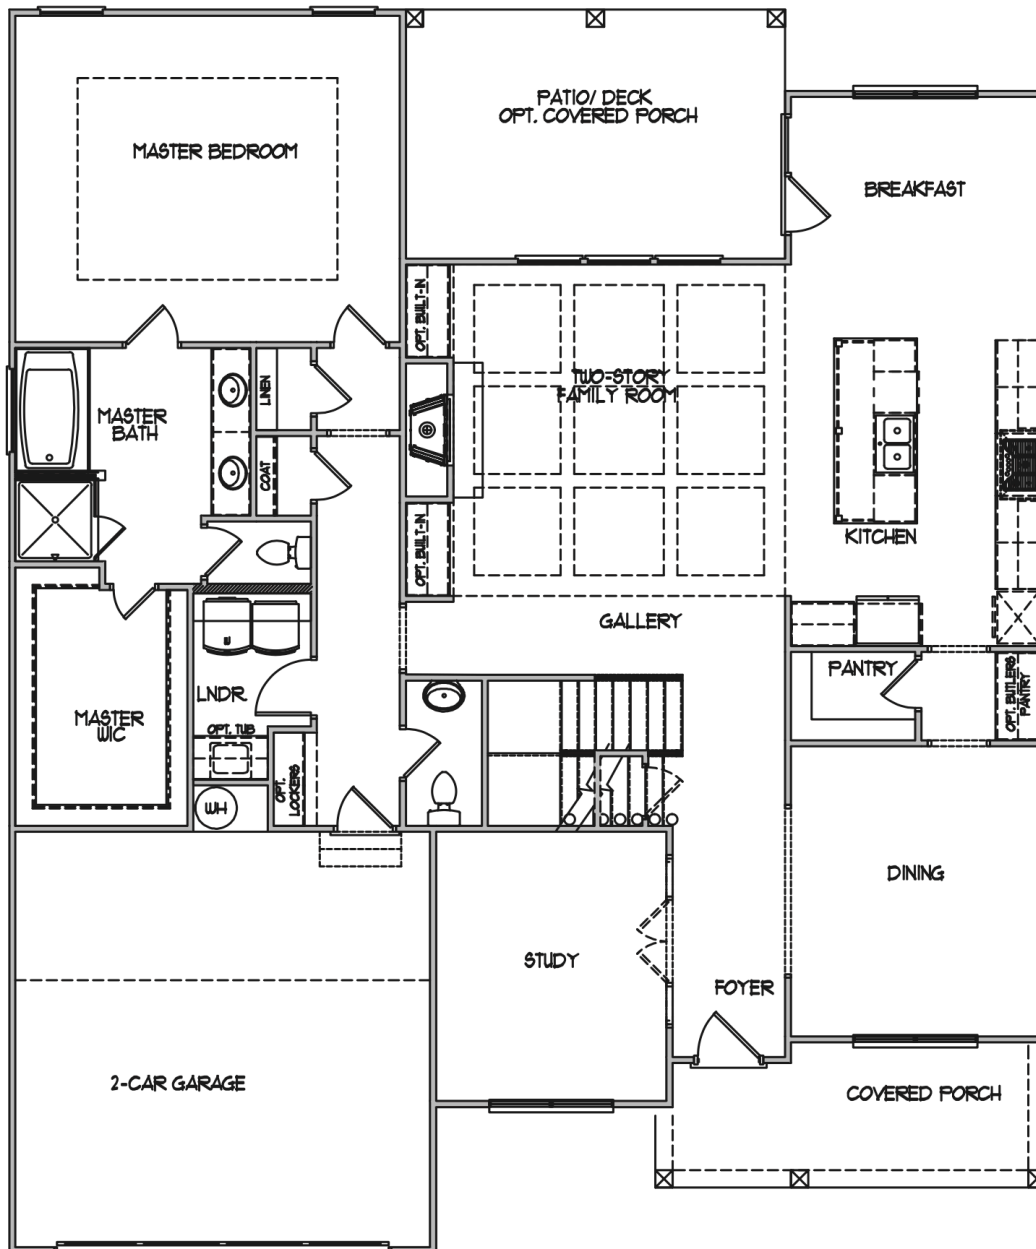 PATIO/ DECK
OPT. COVERED PORCH
MASTER BEDROOM
BREAKFAST
OPT. BUILT-IN
TWO-STORY
FAMILY ROOM
LINEN
MASTER
BATH
COAT
OPT. BUILT-IN
KITCHEN
GALLERY
PANTRY
OPT. BUTLERS
PANTRY
LNDR
MASTER
WIC
OPT. TUB
OPT.
LOCKERS
WH
DINING
STUDY
FOYER
2-CAR GARAGE
COVERED PORCH